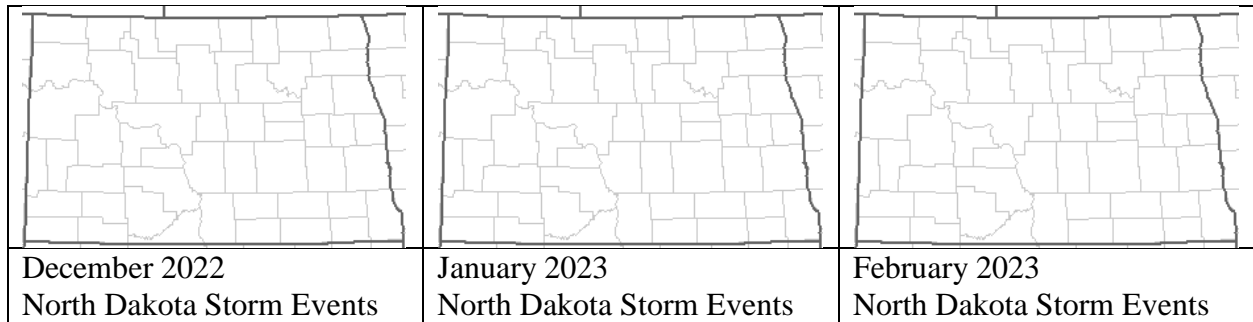 December 2022
North Dakota Storm Events
January 2023
North Dakota Storm Events
February 2023
North Dakota Storm Events